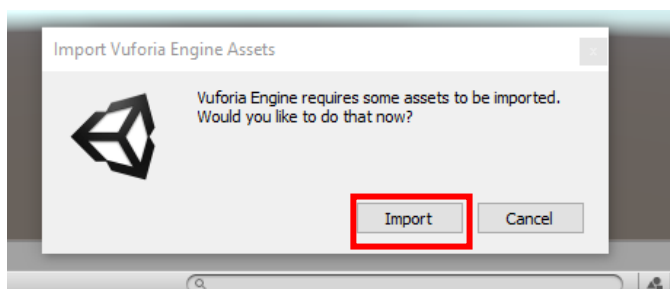 Import Vuforia Engine Assets
x
Vuforia Engine requires some assets to be imported.
Would you like to do that now?
Import
Cancel